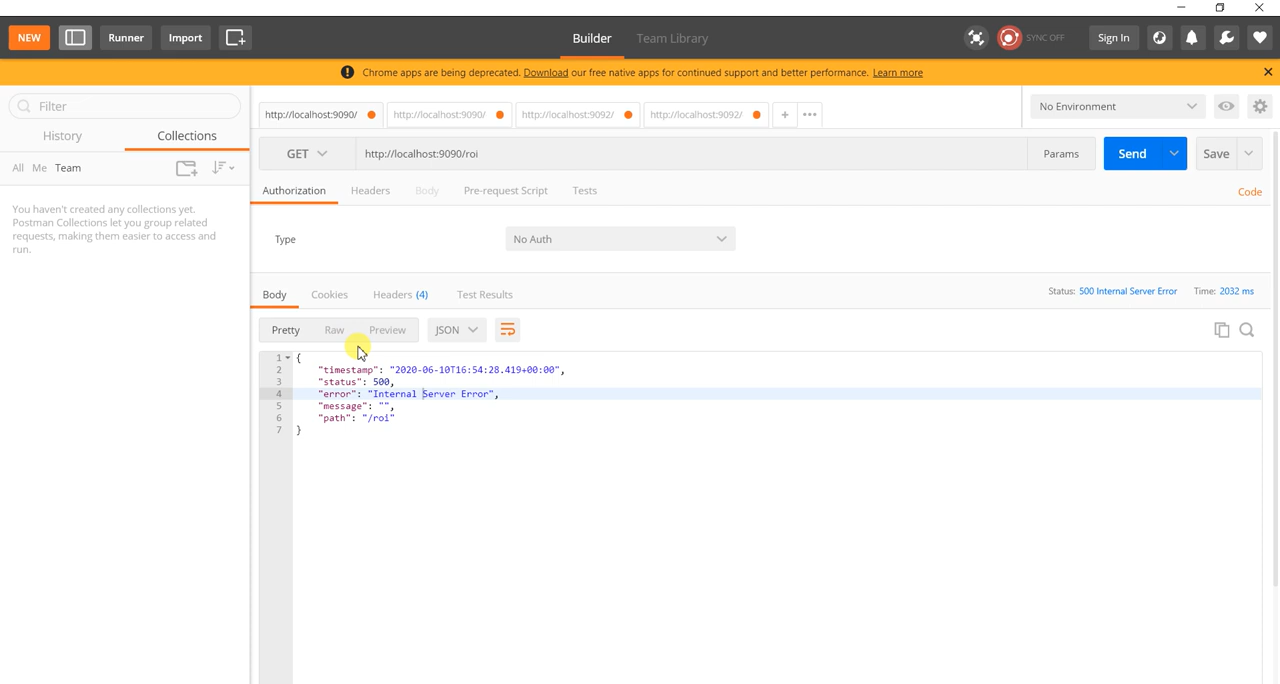 NEW
Runner
Import
Builder
Team Library
SYNC OFF
Sign In
Chrome apps are being deprecated. Download our free native apps for continued support and better performance. Learn more
Filter
History
Collections
All Me Team
You haven't created any collections yet.
Postman Collections let you group related
requests, making them easier to access and
run.
http://localhost:9090/
http://localhost:9090/
http://localhost:9092/
http://localhost:9092/
No Environment
GET
http://localhost:9090/roi
Params
Send
Save
Authorization
Headers
Body
Pre-request Script
Tests
Code
Type
No Auth
Body
Cookies
Headers (4)
Test Results
Status: 500 Internal Server Error
Time: 2032 ms
Pretty
Raw
Preview
JSON
1 {
2 "timestamp": "2020-06-10T16:54:28.419+00:00",
3 "status": 500,
4 "error": "Internal Server Error",
5 "message": "",
6 "path": "/roi"
7 }